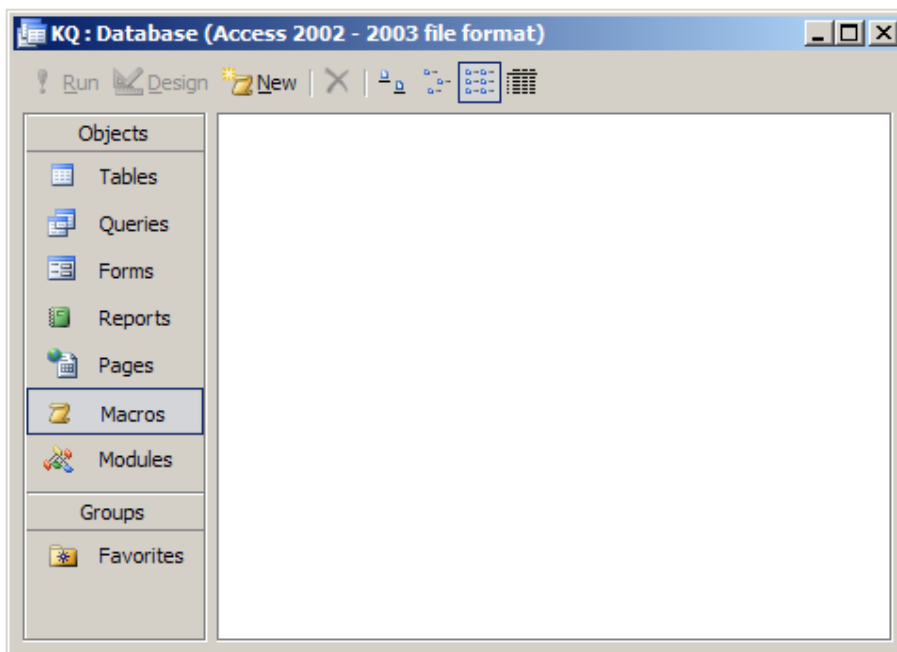 KQ : Database (Access 2002 - 2003 file format)
Run Design New
Objects
Tables
Queries
Forms
Reports
Pages
Macros
Modules
Groups
Favorites